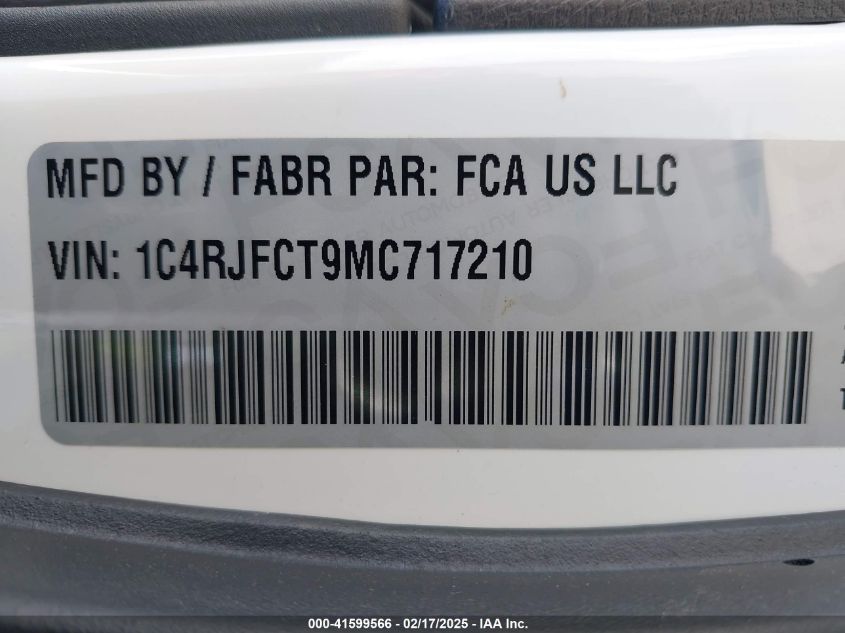 MFD BY / FABR PAR: FCA US LLC
VIN: 1C4RJFCT9MC717210
000-41599566 - 02/17/2025 - IAA Inc.